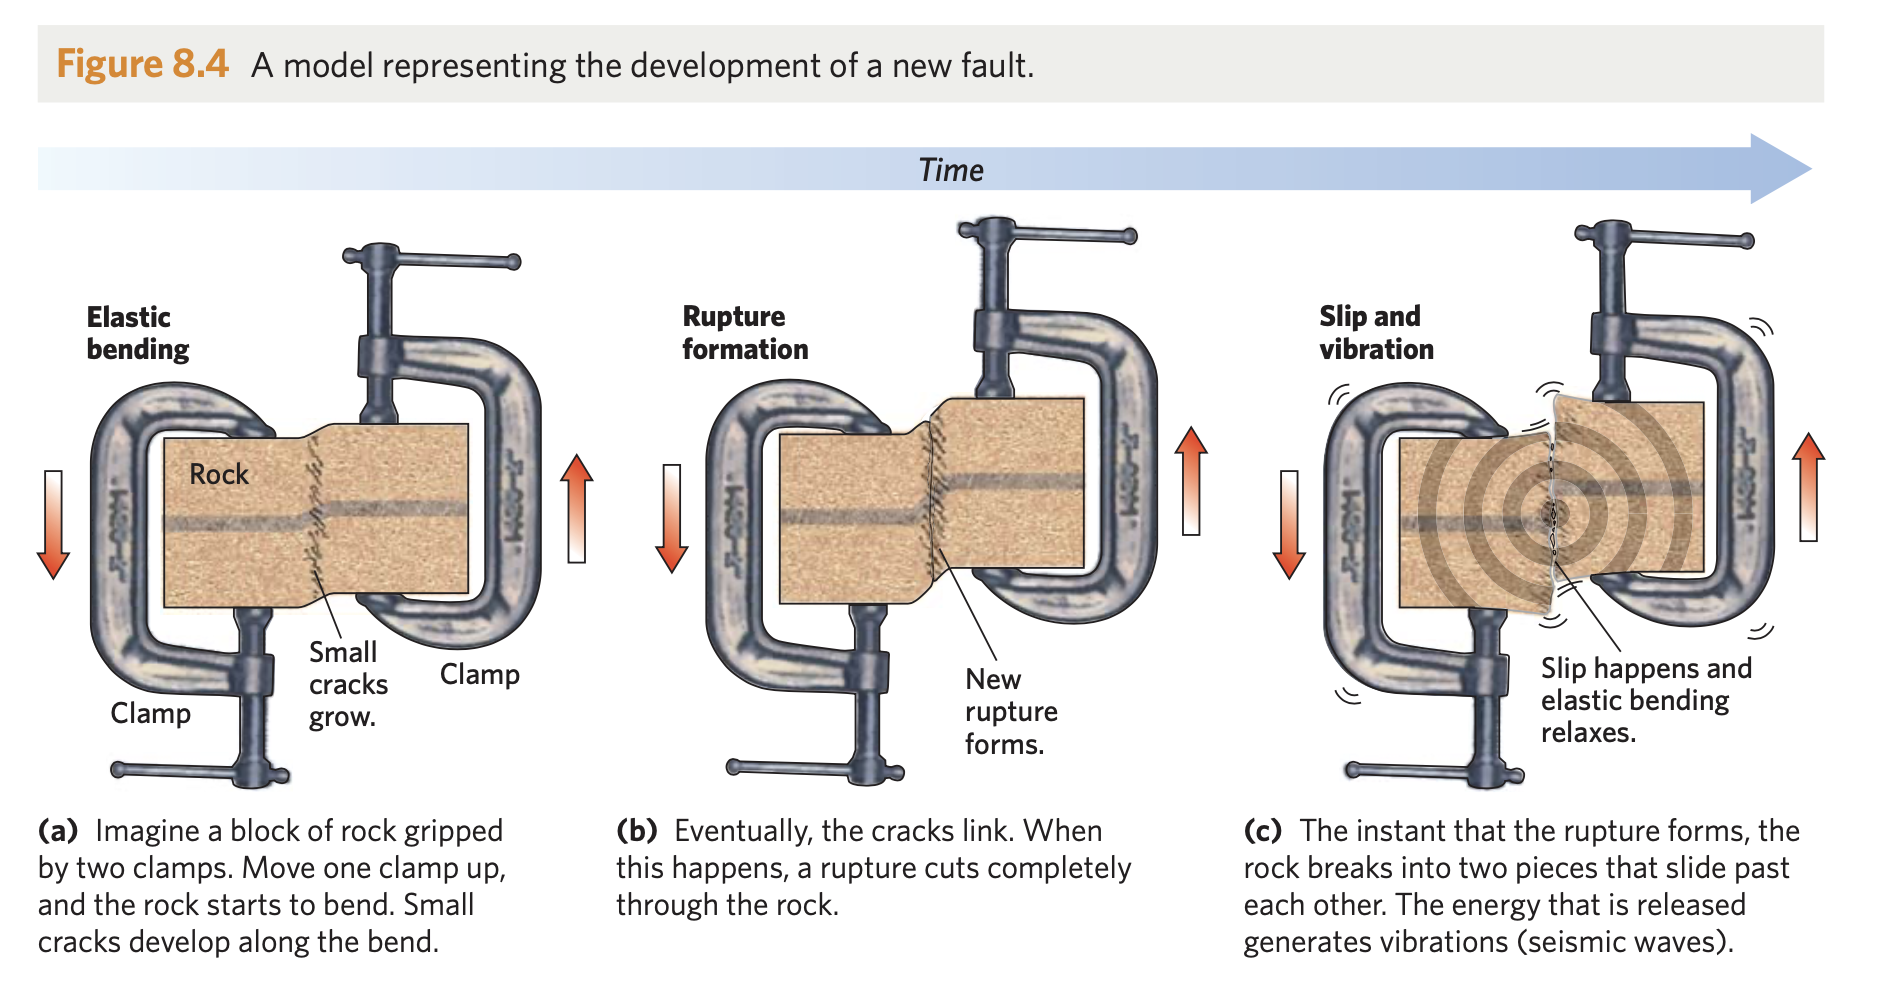 Figure 8.4 A model representing the development of a new fault.
Time
Elastic
bending
Rock
Small
cracks
grow.
Clamp
Clamp
Rupture
formation
New
rupture
forms.
Slip and
vibration
Slip happens and
elastic bending
relaxes.
(a) Imagine a block of rock gripped
by two clamps. Move one clamp up,
and the rock starts to bend. Small
cracks develop along the bend.
(b) Eventually, the cracks link. When
this happens, a rupture cuts completely
through the rock.
(c) The instant that the rupture forms, the
rock breaks into two pieces that slide past
each other. The energy that is released
generates vibrations (seismic waves).